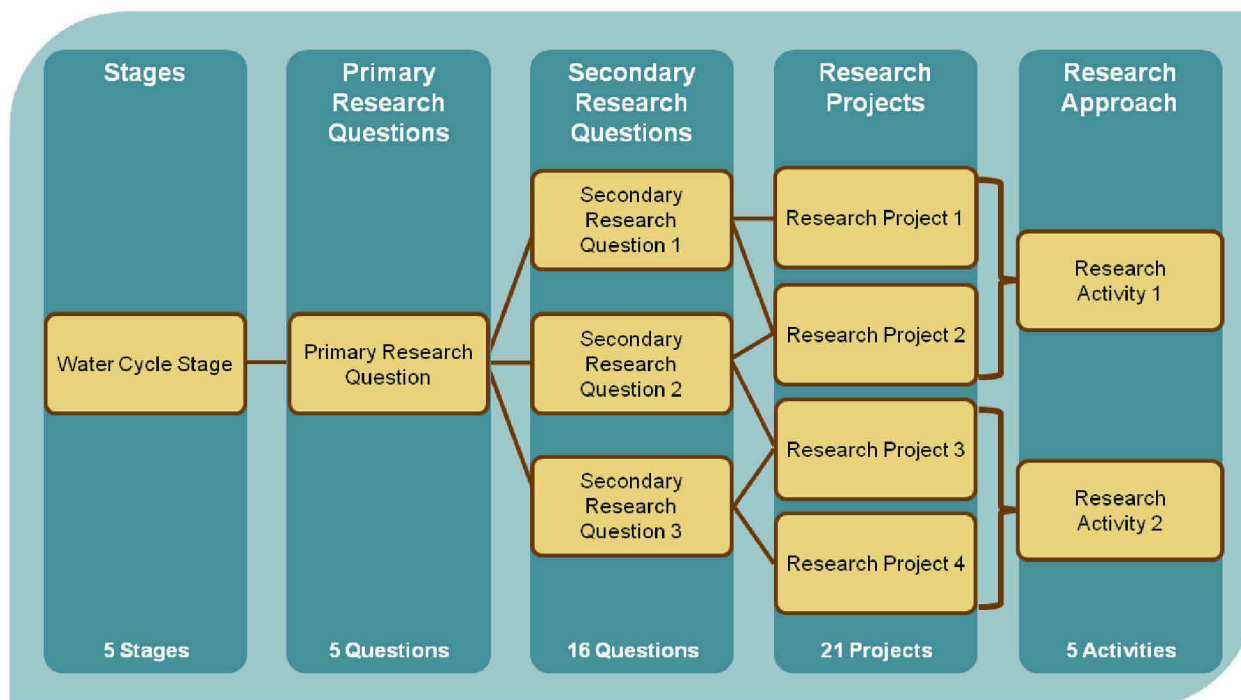 Stages
Primary
Research
Questions
Secondary
Research
Questions
Research
Projects
Research
Approach
Water Cycle Stage
Primary Research
Question
Secondary
Research
Question 1
Secondary
Research
Question 2
Secondary
Research
Question 3
Research Project 1
Research Project 2
Research Project 3
Research Project 4
Research
Activity 1
Research
Activity 2
5 Stages
5 Questions
16 Questions
21 Projects
5 Activities